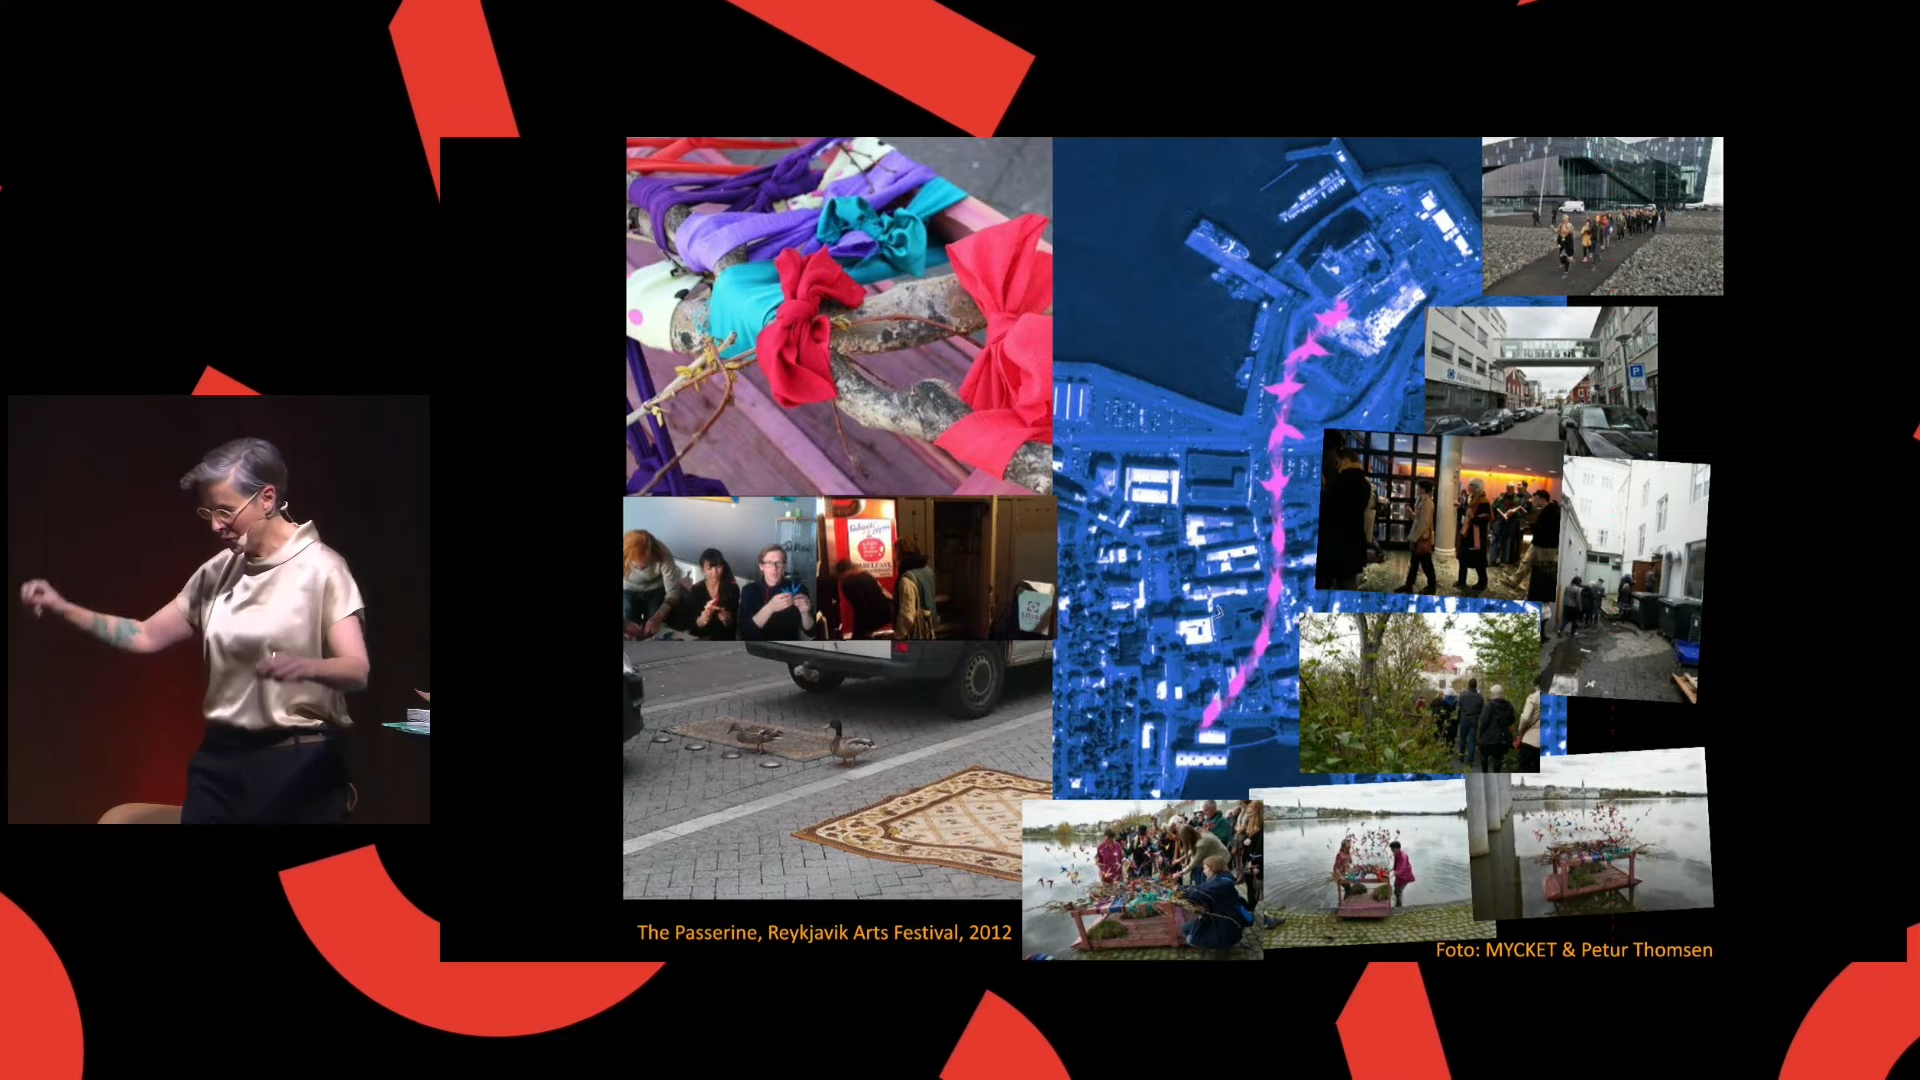 P
The Passerine, Reykjavik Arts Festival, 2012
Foto: MYCKET & Petur Thomsen